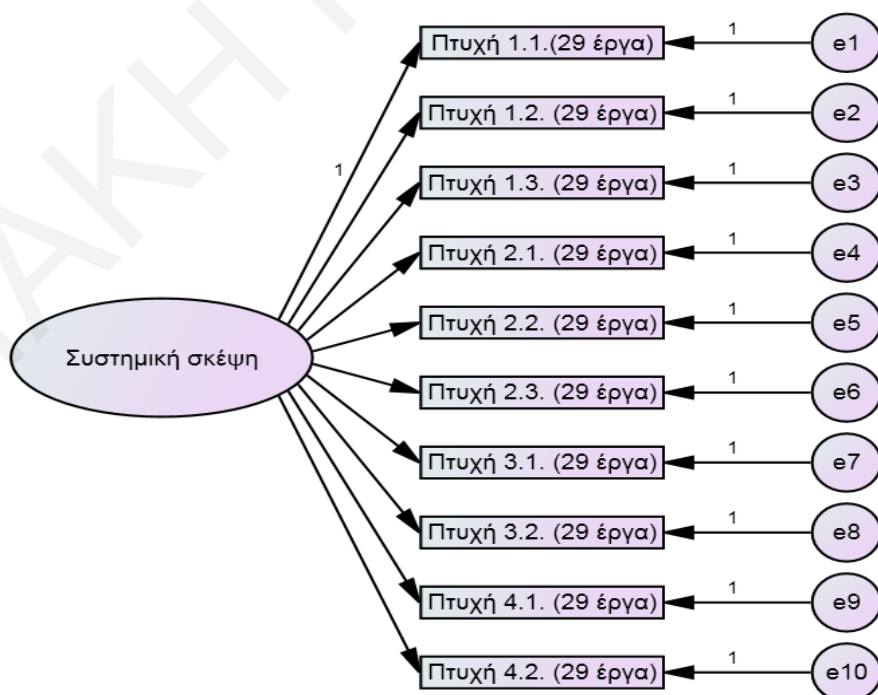 Πτυχή 1.1.(29 έργα) 1 e1
Πτυχή 1.2. (29 έργα) 1 e2
Πτυχή 1.3. (29 έργα) 1 e3
1
Πτυχή 2.1. (29 έργα) 1 e4
Πτυχή 2.2. (29 έργα) 1 e5
Συστημική σκέψη
Πτυχή 2.3. (29 έργα) 1 e6
Πτυχή 3.1. (29 έργα) 1 e7
Πτυχή 3.2. (29 έργα) 1 e8
Πτυχή 4.1. (29 έργα) 1 e9
Πτυχή 4.2. (29 έργα) 1 e10